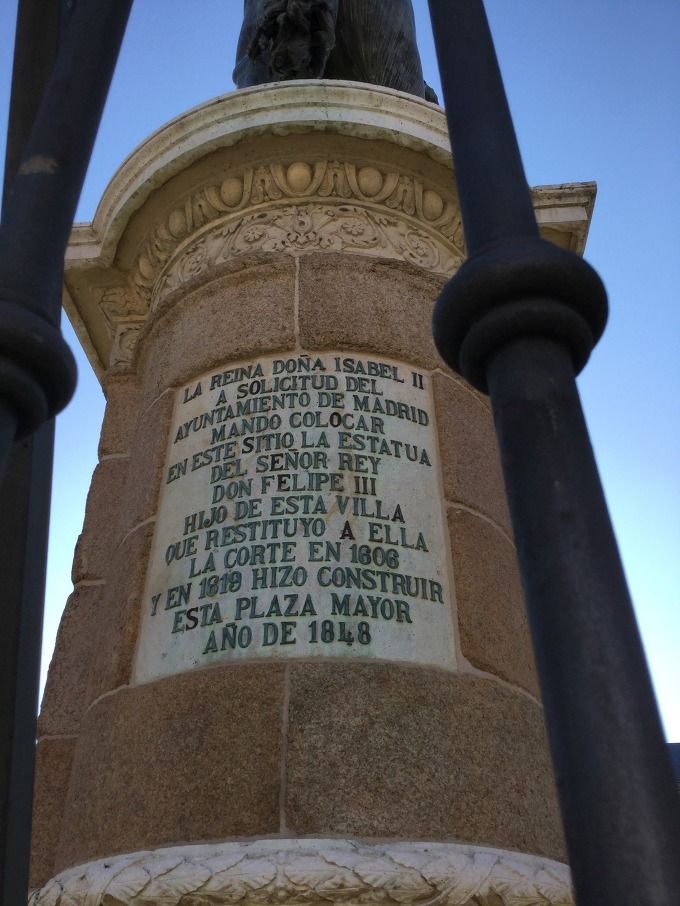 LA REINA DOÑA ISABEL II
A SOLICITUD DEL
AYUNTAMIENTO DE MADRID
MANDO COLOCAR
EN ESTE SITIO LA ESTATUA
DEL SEÑOR REY
DON FELIPE III
HIJO DE ESTA VILLA
QUE RESTITUYO A ELLA
LA CORTE EN 1606
Y EN 1819 HIZO CONSTRUIR
ESTA PLAZA MAYOR
AÑO DE 1848